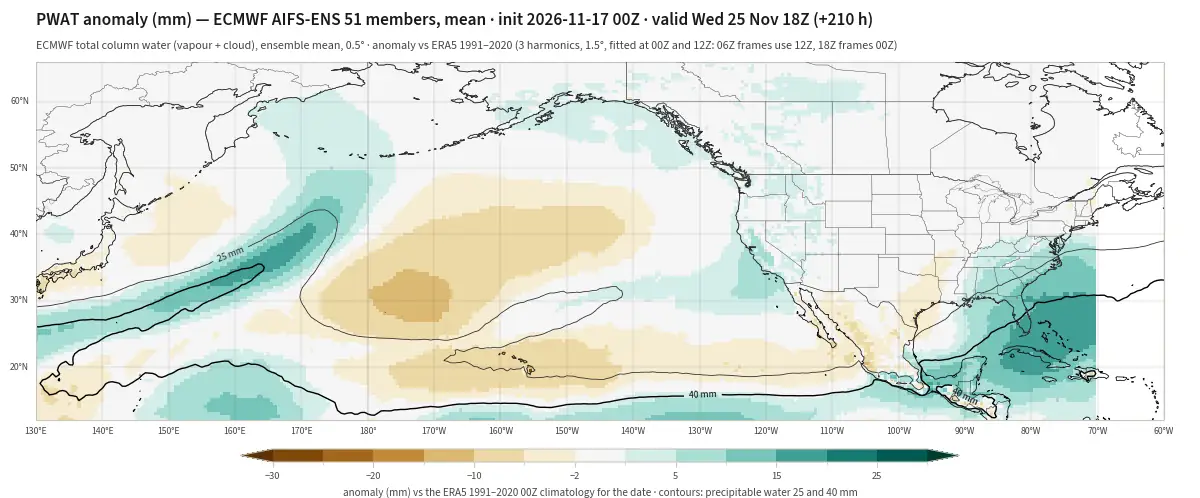 PWAT anomaly (mm) — ECMWF AIFS-ENS 51 members, mean · init 2026-11-17 00Z · valid Wed 25 Nov 18Z (+210 h)
ECMWF total column water (vapour + cloud), ensemble mean, 0.5° · anomaly vs ERA5 1991–2020 (3 harmonics, 1.5°, fitted at 00Z and 12Z: 06Z frames use 12Z, 18Z frames 00Z)
60°N
50°N
40°N
30°N
20°N
25 mm
40 mm
130°E 140°E 150°E 160°E 170°E 180° 170°W 160°W 150°W 140°W 130°W 120°W 110°W 100°W 90°W 80°W 70°W 60°W
−30 −20 −10 −2 5 15 25
anomaly (mm) vs the ERA5 1991–2020 00Z climatology for the date · contours: precipitable water 25 and 40 mm